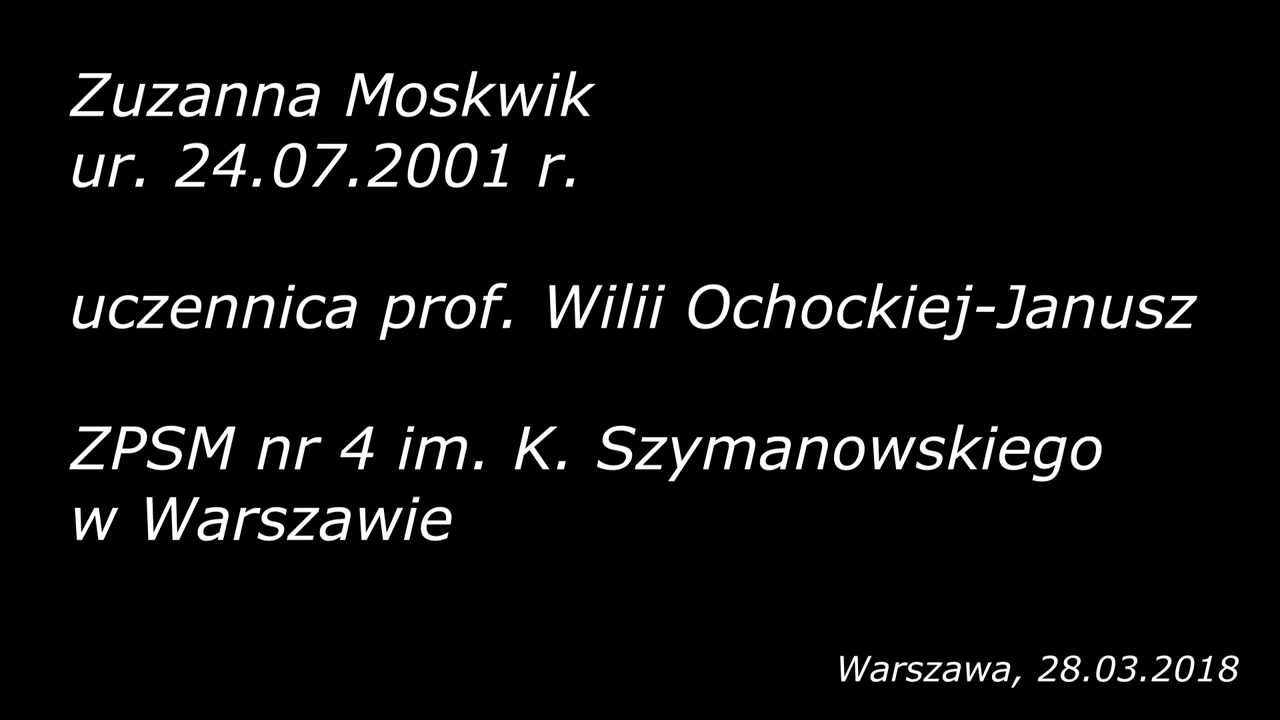 Zuzanna Moskwik
ur. 24.07.2001 r.
uczennica prof. Wilii Ochockiej-Janusz
ZPSM nr 4 im. K. Szymanowskiego
w Warszawie
Warszawa, 28.03.2018